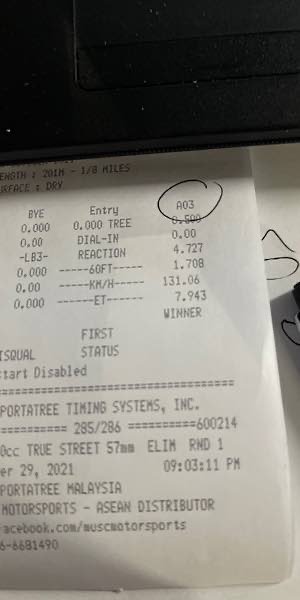 ENGTH : 201M - 1/8 MILES
URFACE : DRY
BYE Entry A03
0.000 0.000 TREE 0.500
0.00 DIAL-IN 0.00
-LB3- REACTION 4.727
0.000 -----60FT----- 1.708
0.00 -----KM/H----- 131.06
0.000 ------ET------ 7.943
WINNER
FIRST
ISQUAL STATUS
tart Disabled
PORTATREE TIMING SYSTEMS, INC.
========== 285/286 ==========600214
0cc TRUE STREET 57mm ELIM RND 1
er 29, 2021 09:03:11 PM
PORTATREE MALAYSIA
MOTORSPORTS - ASEAN DISTRIBUTOR
acebook.com/muscmotorsports
6-6681490